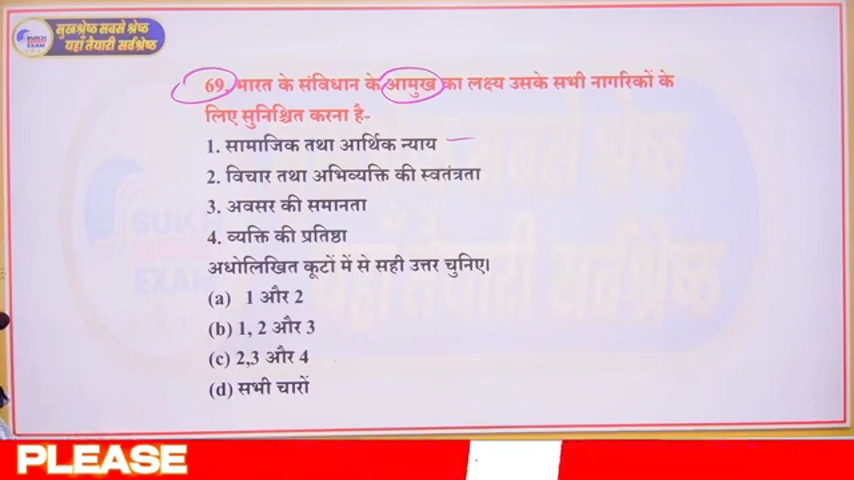 SUKH
EXAM
सुखश्रेष्ठ सबसे श्रेष्ठ
यहाँ तैयारी सर्वश्रेष्ठ
69. भारत के संविधान के आमुख का लक्ष्य उसके सभी नागरिकों के
लिए सुनिश्चित करना है-
1. सामाजिक तथा आर्थिक न्याय
2. विचार तथा अभिव्यक्ति की स्वतंत्रता
3. अवसर की समानता
4. व्यक्ति की प्रतिष्ठा
अधोलिखित कूटों में से सही उत्तर चुनिए।
(a) 1 और 2
(b) 1, 2 और 3
(c) 2,3 और 4
(d) सभी चारों
PLEASE